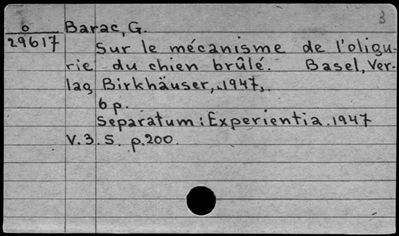 3
o Barac, G.
29617 Sur le mécanisme de l'oligu-
rie du chien brûlé. Basel, Ver-
lag Birkhäuser, 1947,
6 p.
Separatum: Experientia. 1947
V. 3. S. p. 200.